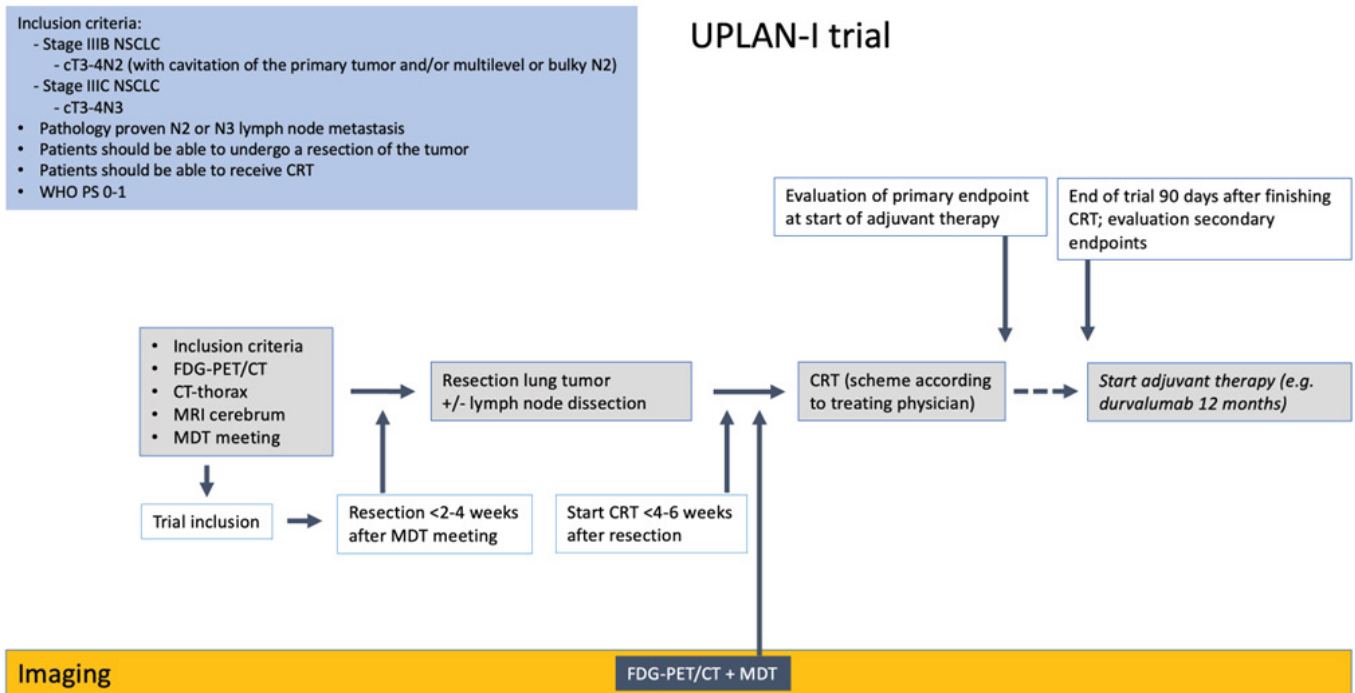 UPLAN-I trial
Inclusion criteria:
- Stage IIIB NSCLC
- cT3-4N2 (with cavitation of the primary tumor and/or multilevel or bulky N2)
- Stage IIIC NSCLC
- cT3-4N3
• Pathology proven N2 or N3 lymph node metastasis
• Patients should be able to undergo a resection of the tumor
• Patients should be able to receive CRT
• WHO PS 0-1
Evaluation of primary endpoint
at start of adjuvant therapy
End of trial 90 days after finishing
CRT; evaluation secondary
endpoints
• Inclusion criteria
• FDG-PET/CT
• CT-thorax
• MRI cerebrum
• MDT meeting
Resection lung tumor
+/- lymph node dissection
CRT (scheme according
to treating physician)
Start adjuvant therapy (e.g.
durvalumab 12 months)
Trial inclusion
Resection <2-4 weeks
after MDT meeting
Start CRT <4-6 weeks
after resection
Imaging
FDG-PET/CT + MDT